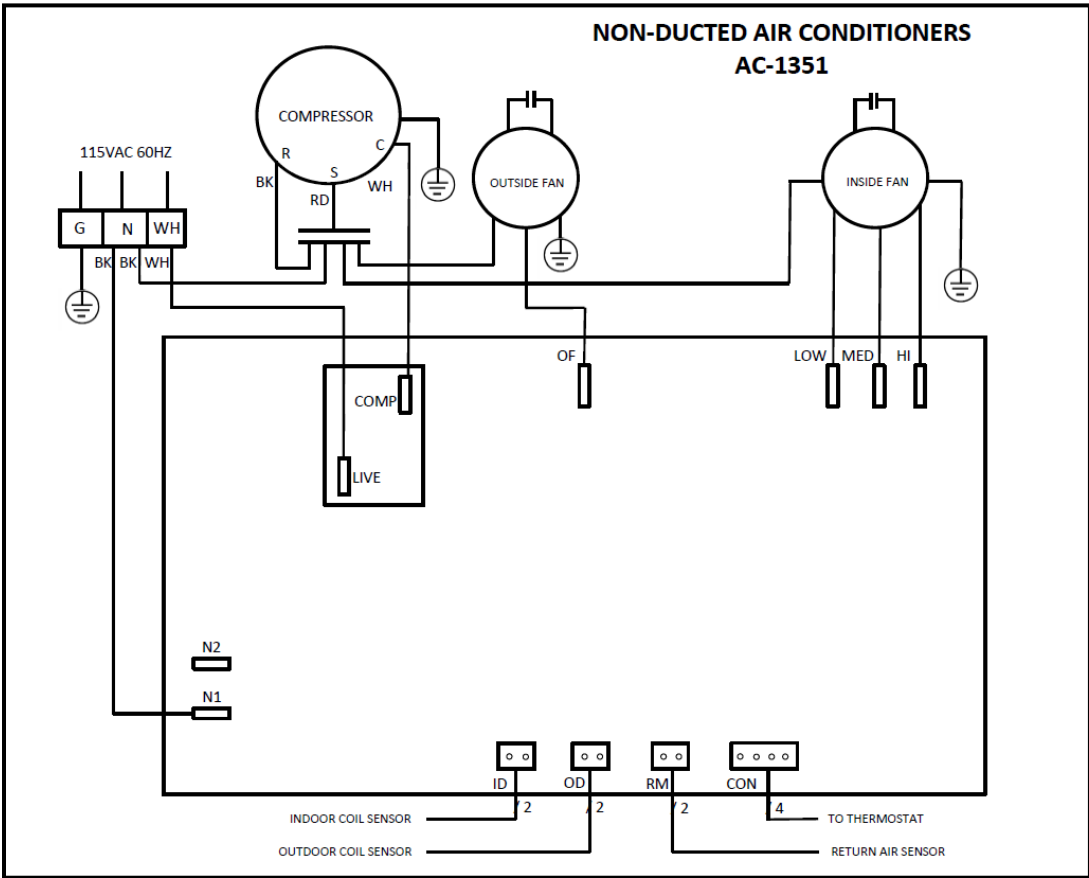 NON-DUCTED AIR CONDITIONERS
AC-1351
COMPRESSOR
R
S
C
BK
RD
WH
OUTSIDE FAN
INSIDE FAN
115VAC 60HZ
G N WH
BK BK WH
OF
LOW MED HI
COMP
LIVE
N2
N1
ID OD RM CON
/ 2 / 2 / 2 / 4
INDOOR COIL SENSOR
TO THERMOSTAT
OUTDOOR COIL SENSOR
RETURN AIR SENSOR